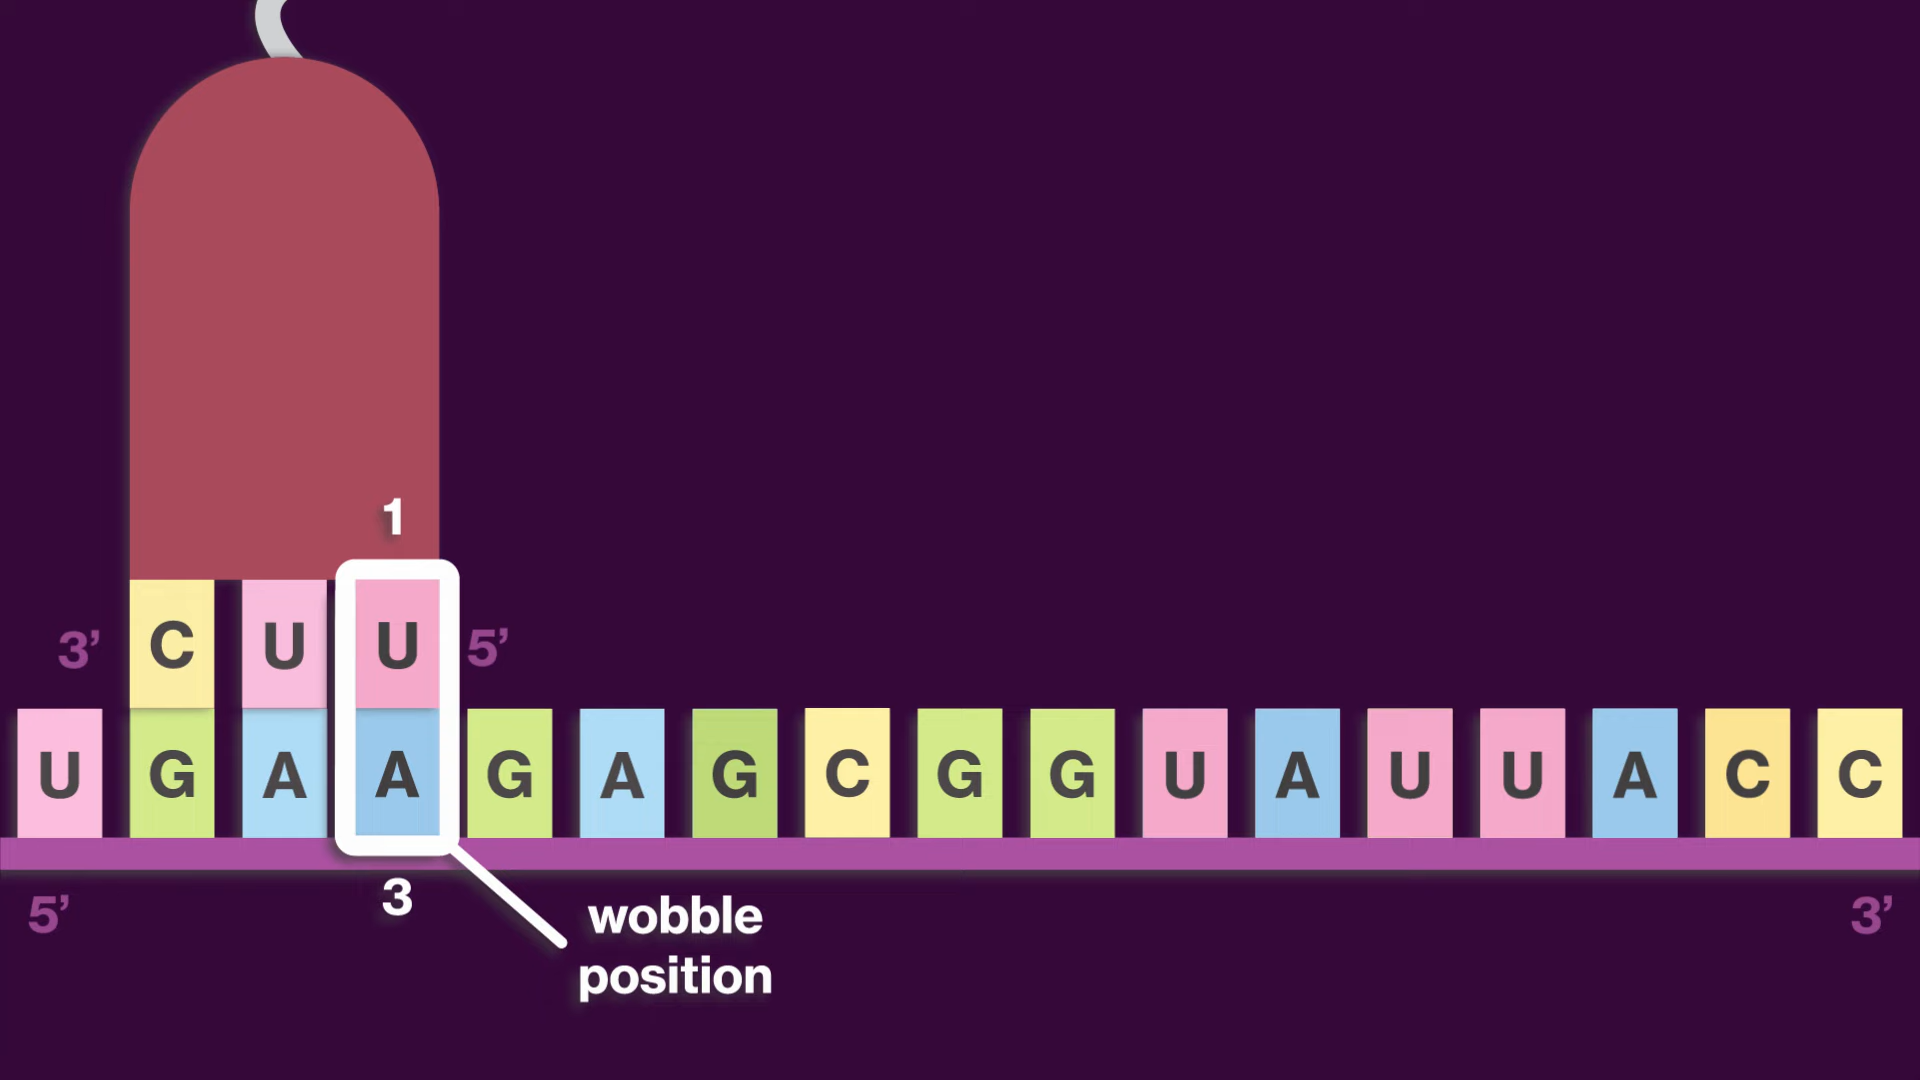 1
3’ C U U 5’
U G A A G A G C G G U A U U A C C
5’ 3 3’
wobble
position